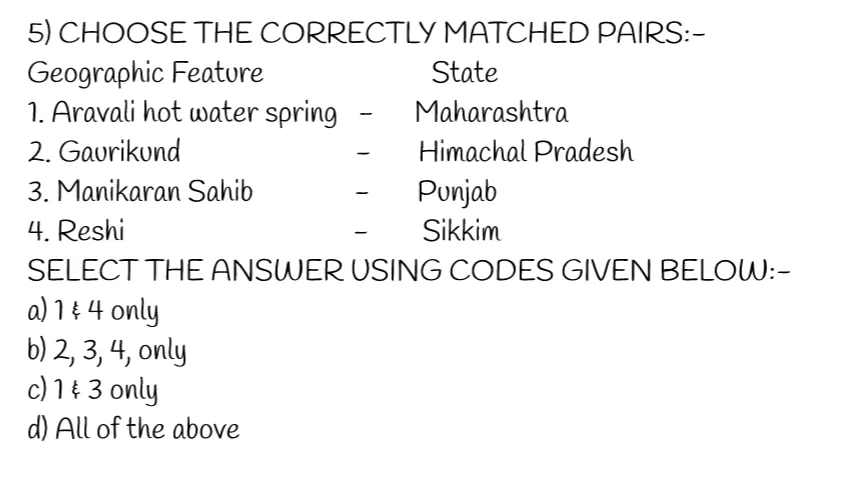 5) CHOOSE THE CORRECTLY MATCHED PAIRS:-
Geographic Feature State
1. Aravali hot water spring - Maharashtra
2. Gaurikund - Himachal Pradesh
3. Manikaran Sahib - Punjab
4. Reshi - Sikkim
SELECT THE ANSWER USING CODES GIVEN BELOW:-
a) 1 & 4 only
b) 2, 3, 4, only
c) 1 & 3 only
d) All of the above